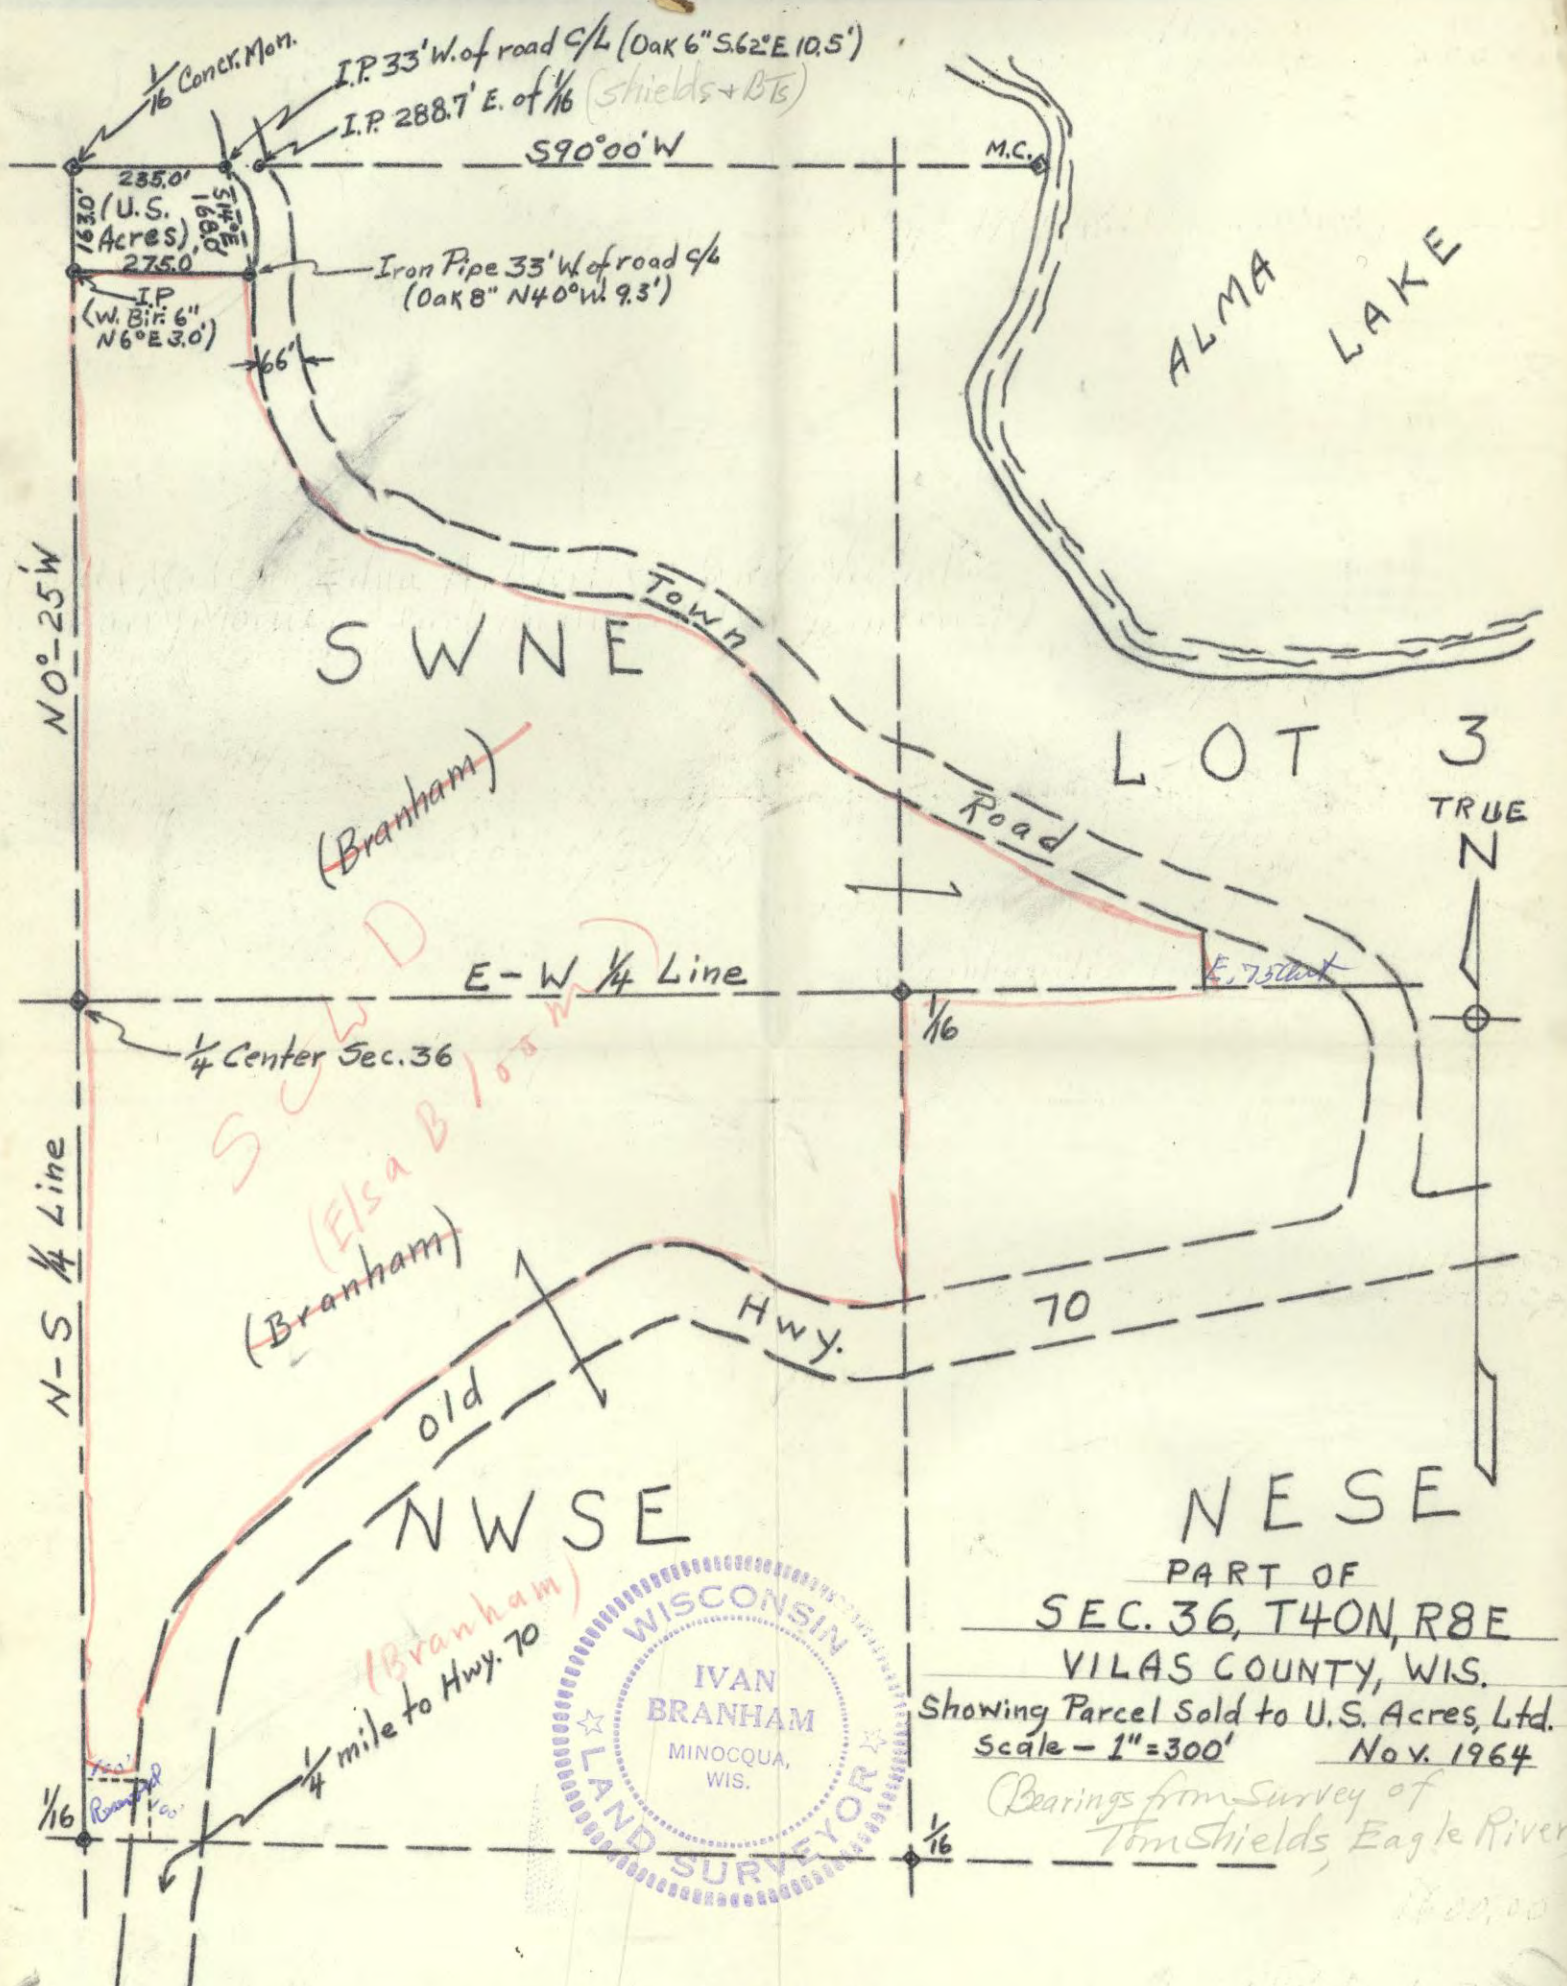 1/16 Concr. Mon.
I.P. 33' W. of road C/L (Oak 6" S.62°E 10.5')
I.P. 288.7' E. of 1/16 (shields + BTs)
S90°00'W
M.C.
235.0'
163.0'
(U.S.
Acres)
S14°E
168.0'
275.0'
Iron Pipe 33' W. of road C/L
(Oak 8" N40°W. 9.3')
I.P.
(W. Bir. 6"
N6°E 3.0')
66'
ALMA
LAKE
N0°-25'W
Town
SWNE
LOT 3
TRUE
N
(Branham)
Road
SOLD
E-W 1/4 Line
E, 75
1/16
1/4 Center Sec. 36
(Elsa Bloom)
N-S 1/4 Line
(Branham)
Hwy.
70
Old
NWSE
NESE
(Branham)
1/4 mile to Hwy. 70
WISCONSIN
IVAN
BRANHAM
MINOCQUA,
WIS.
LAND SURVEYOR
PART OF
SEC. 36, T40N, R8E
VILAS COUNTY, WIS.
Showing Parcel Sold to U.S. Acres, Ltd.
Scale - 1"=300' Nov. 1964
(Bearings from Survey of
Tom Shields, Eagle River
100'
Reserved
100'
1/16
1/16